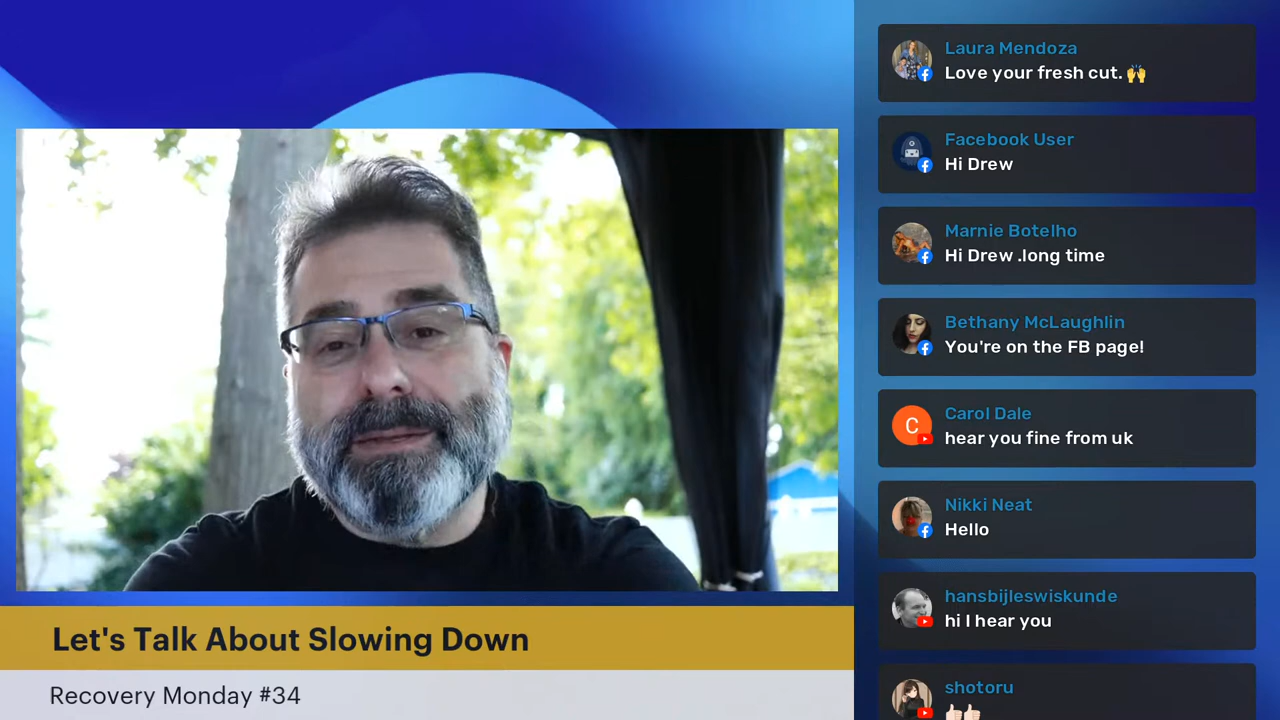 Laura Mendoza
Love your fresh cut. 🙌
Facebook User
Hi Drew
Marnie Botelho
Hi Drew .long time
Bethany McLaughlin
You're on the FB page!
Carol Dale
C
hear you fine from uk
Nikki Neat
Hello
hansbijleswiskunde
hi I hear you
shotoru
👍🏻👍🏻
Let's Talk About Slowing Down
Recovery Monday #34